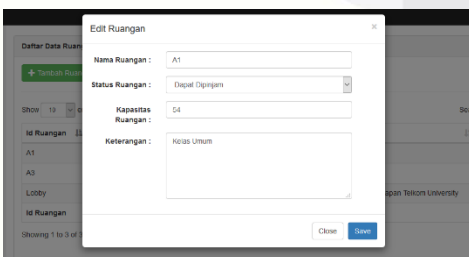 Edit Ruangan ×
Daftar Data Ruan
Nama Ruangan : A1
+ Tambah Ruan
Status Ruangan : Dapat Dipinjam
Show 10
Kapasitas Ruangan : 54
Keterangan : Kelas Umum
Id Ruangan
A1
A3
Lobby apan Telkom University
Id Ruangan
Close Save
Showing 1 to 3 of 3